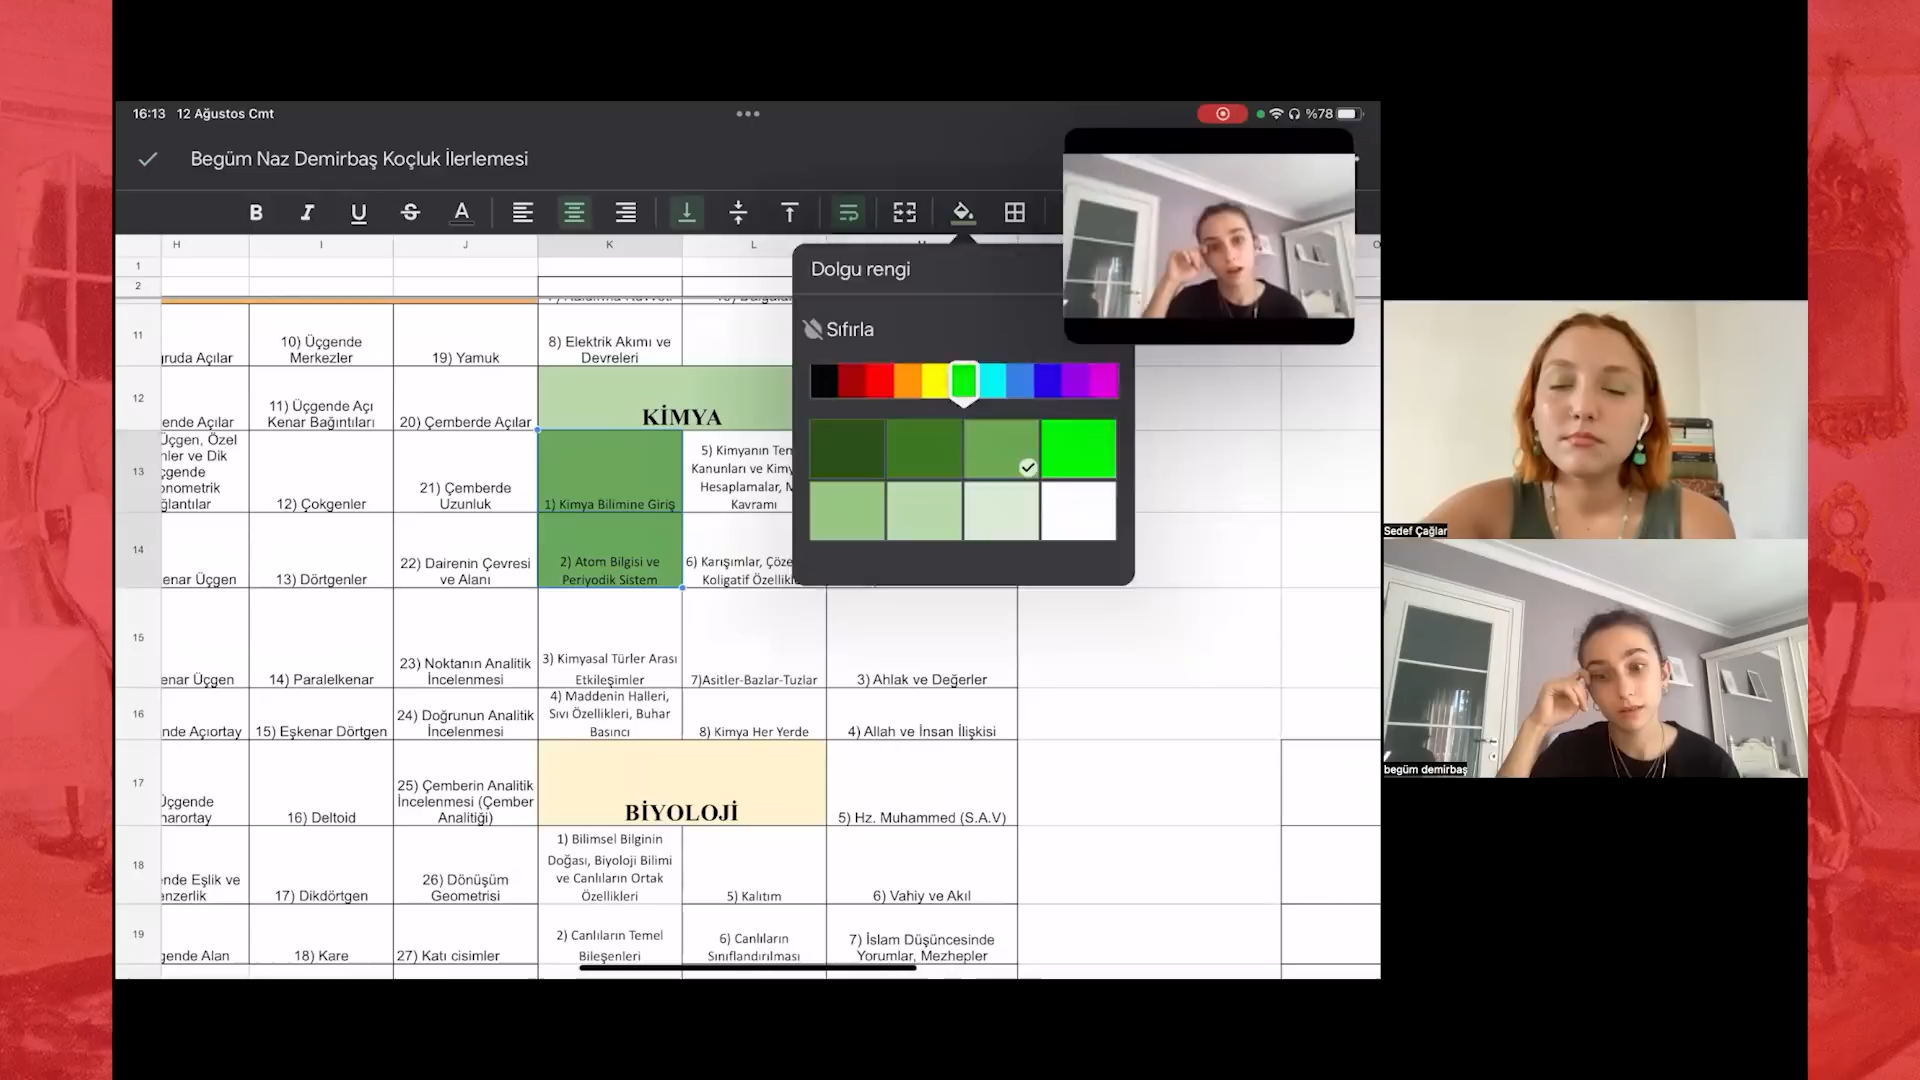 16:13 12 Ağustos Cmt
%78
Begüm Naz Demirbaş Koçluk İlerlemesi
B I U S A
H I J K L
O
Dolgu rengi
Sıfırla
1
2
11
ğruda Açılar
10) Üçgende
Merkezler
19) Yamuk
8) Elektrik Akımı ve
Devreleri
12
ende Açılar
11) Üçgende Açı
Kenar Bağıntıları
20) Çemberde Açılar
KİMYA
13
Üçgen, Özel
ve Dik
12) Çokgenler
21) Çemberde
Uzunluk
1) Kimya Bilimine Giriş
5) Kimyanın Tem
Kanunları ve Kimy
Hesaplamalar, M
Kavramı
14
enar Üçgen
13) Dörtgenler
22) Dairenin Çevresi
ve Alanı
2) Atom Bilgisi ve
Periyodik Sistem
6) Karışımlar, Çöze
Koligatif Özellikl
15
enar Üçgen
14) Paralelkenar
23) Noktanın Analitik
İncelenmesi
3) Kimyasal Türler Arası
Etkileşimler
7)Asitler-Bazlar-Tuzlar
3) Ahlak ve Değerler
16
nde Açıortay
15) Eşkenar Dörtgen
24) Doğrunun Analitik
İncelenmesi
4) Maddenin Halleri,
Sıvı Özellikleri, Buhar
Basıncı
8) Kimya Her Yerde
4) Allah ve İnsan İlişkisi
17
Üçgende
narortay
16) Deltoid
25) Çemberin Analitik
İncelenmesi (Çember
Analitiği)
BİYOLOJİ
5) Hz. Muhammed (S.A.V)
18
nde Eşlik ve
enzerlik
17) Dikdörtgen
26) Dönüşüm
Geometrisi
1) Bilimsel Bilginin
Doğası, Biyoloji Bilimi
ve Canlıların Ortak
Özellikleri
5) Kalıtım
6) Vahiy ve Akıl
19
gende Alan
18) Kare
27) Katı cisimler
2) Canlıların Temel
Bileşenleri
6) Canlıların
Sınıflandırılması
7) İslam Düşüncesinde
Yorumlar, Mezhepler
Sedef Çağlar
begüm demirbaş